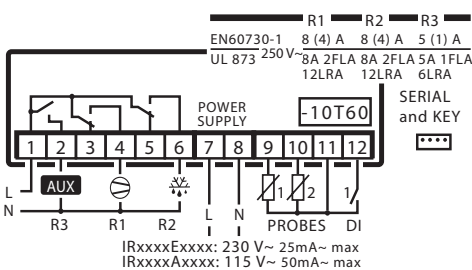 R1 R2 R3
EN60730-1 8 (4) A 8 (4) A 5 (1) A
UL 873 250 V~ 8A 2FLA 8A 2FLA 5A 1FLA
12LRA 12LRA 6LRA
POWER
SUPPLY
-10T60
SERIAL
and KEY
1 2 3 4 5 6 7 8 9 10 11 12
L
N
AUX
1 2 1
R3 R1 R2
L N
PROBES DI
IRxxxxExxxx: 230 V~ 25mA~ max
IRxxxxAxxxx: 115 V~ 50mA~ max